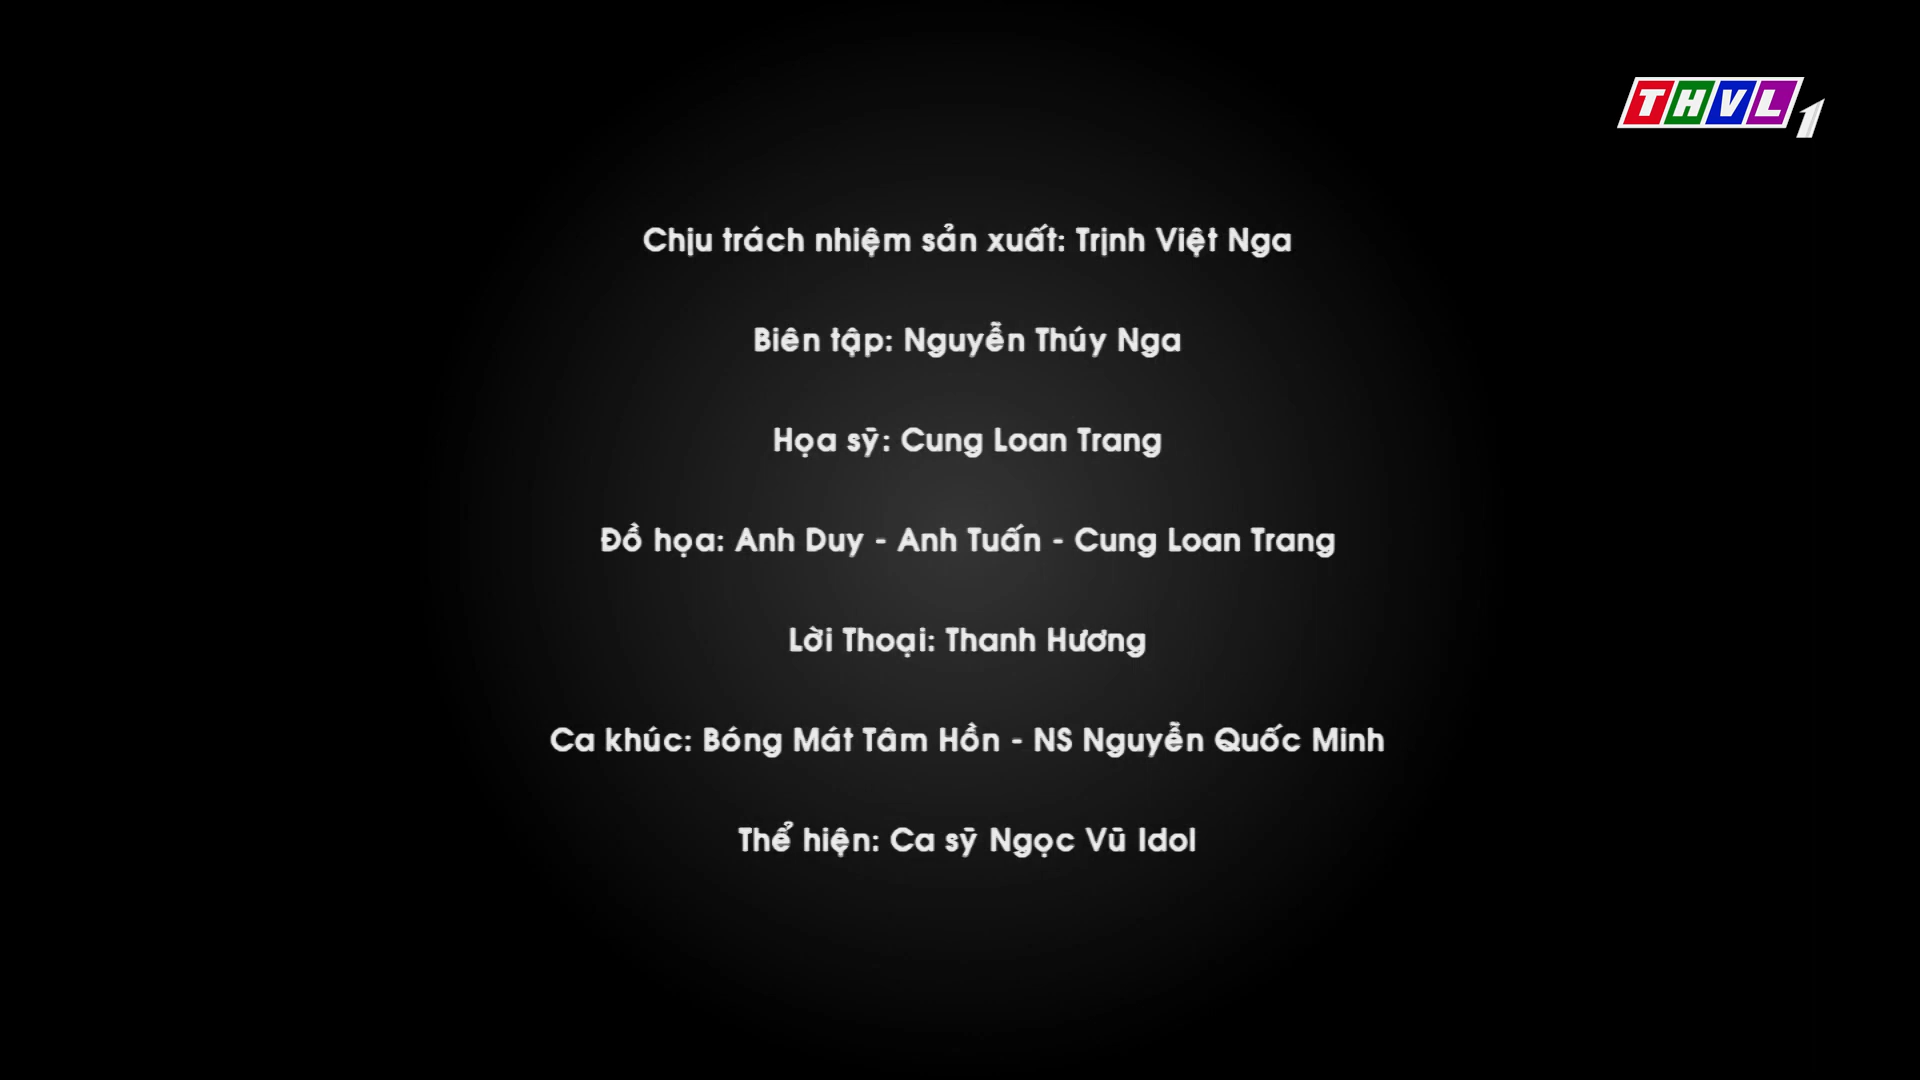 THVL1
Chịu trách nhiệm sản xuất: Trịnh Việt Nga
Biên tập: Nguyễn Thúy Nga
Họa sỹ: Cung Loan Trang
Đồ họa: Anh Duy - Anh Tuấn - Cung Loan Trang
Lời Thoại: Thanh Hương
Ca khúc: Bóng Mát Tâm Hồn - NS Nguyễn Quốc Minh
Thể hiện: Ca sỹ Ngọc Vũ Idol